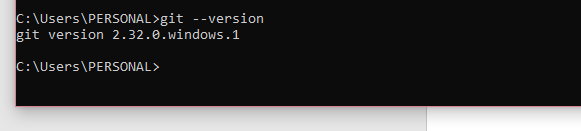 C:\Users\PERSONAL>git --version
git version 2.32.0.windows.1
C:\Users\PERSONAL>